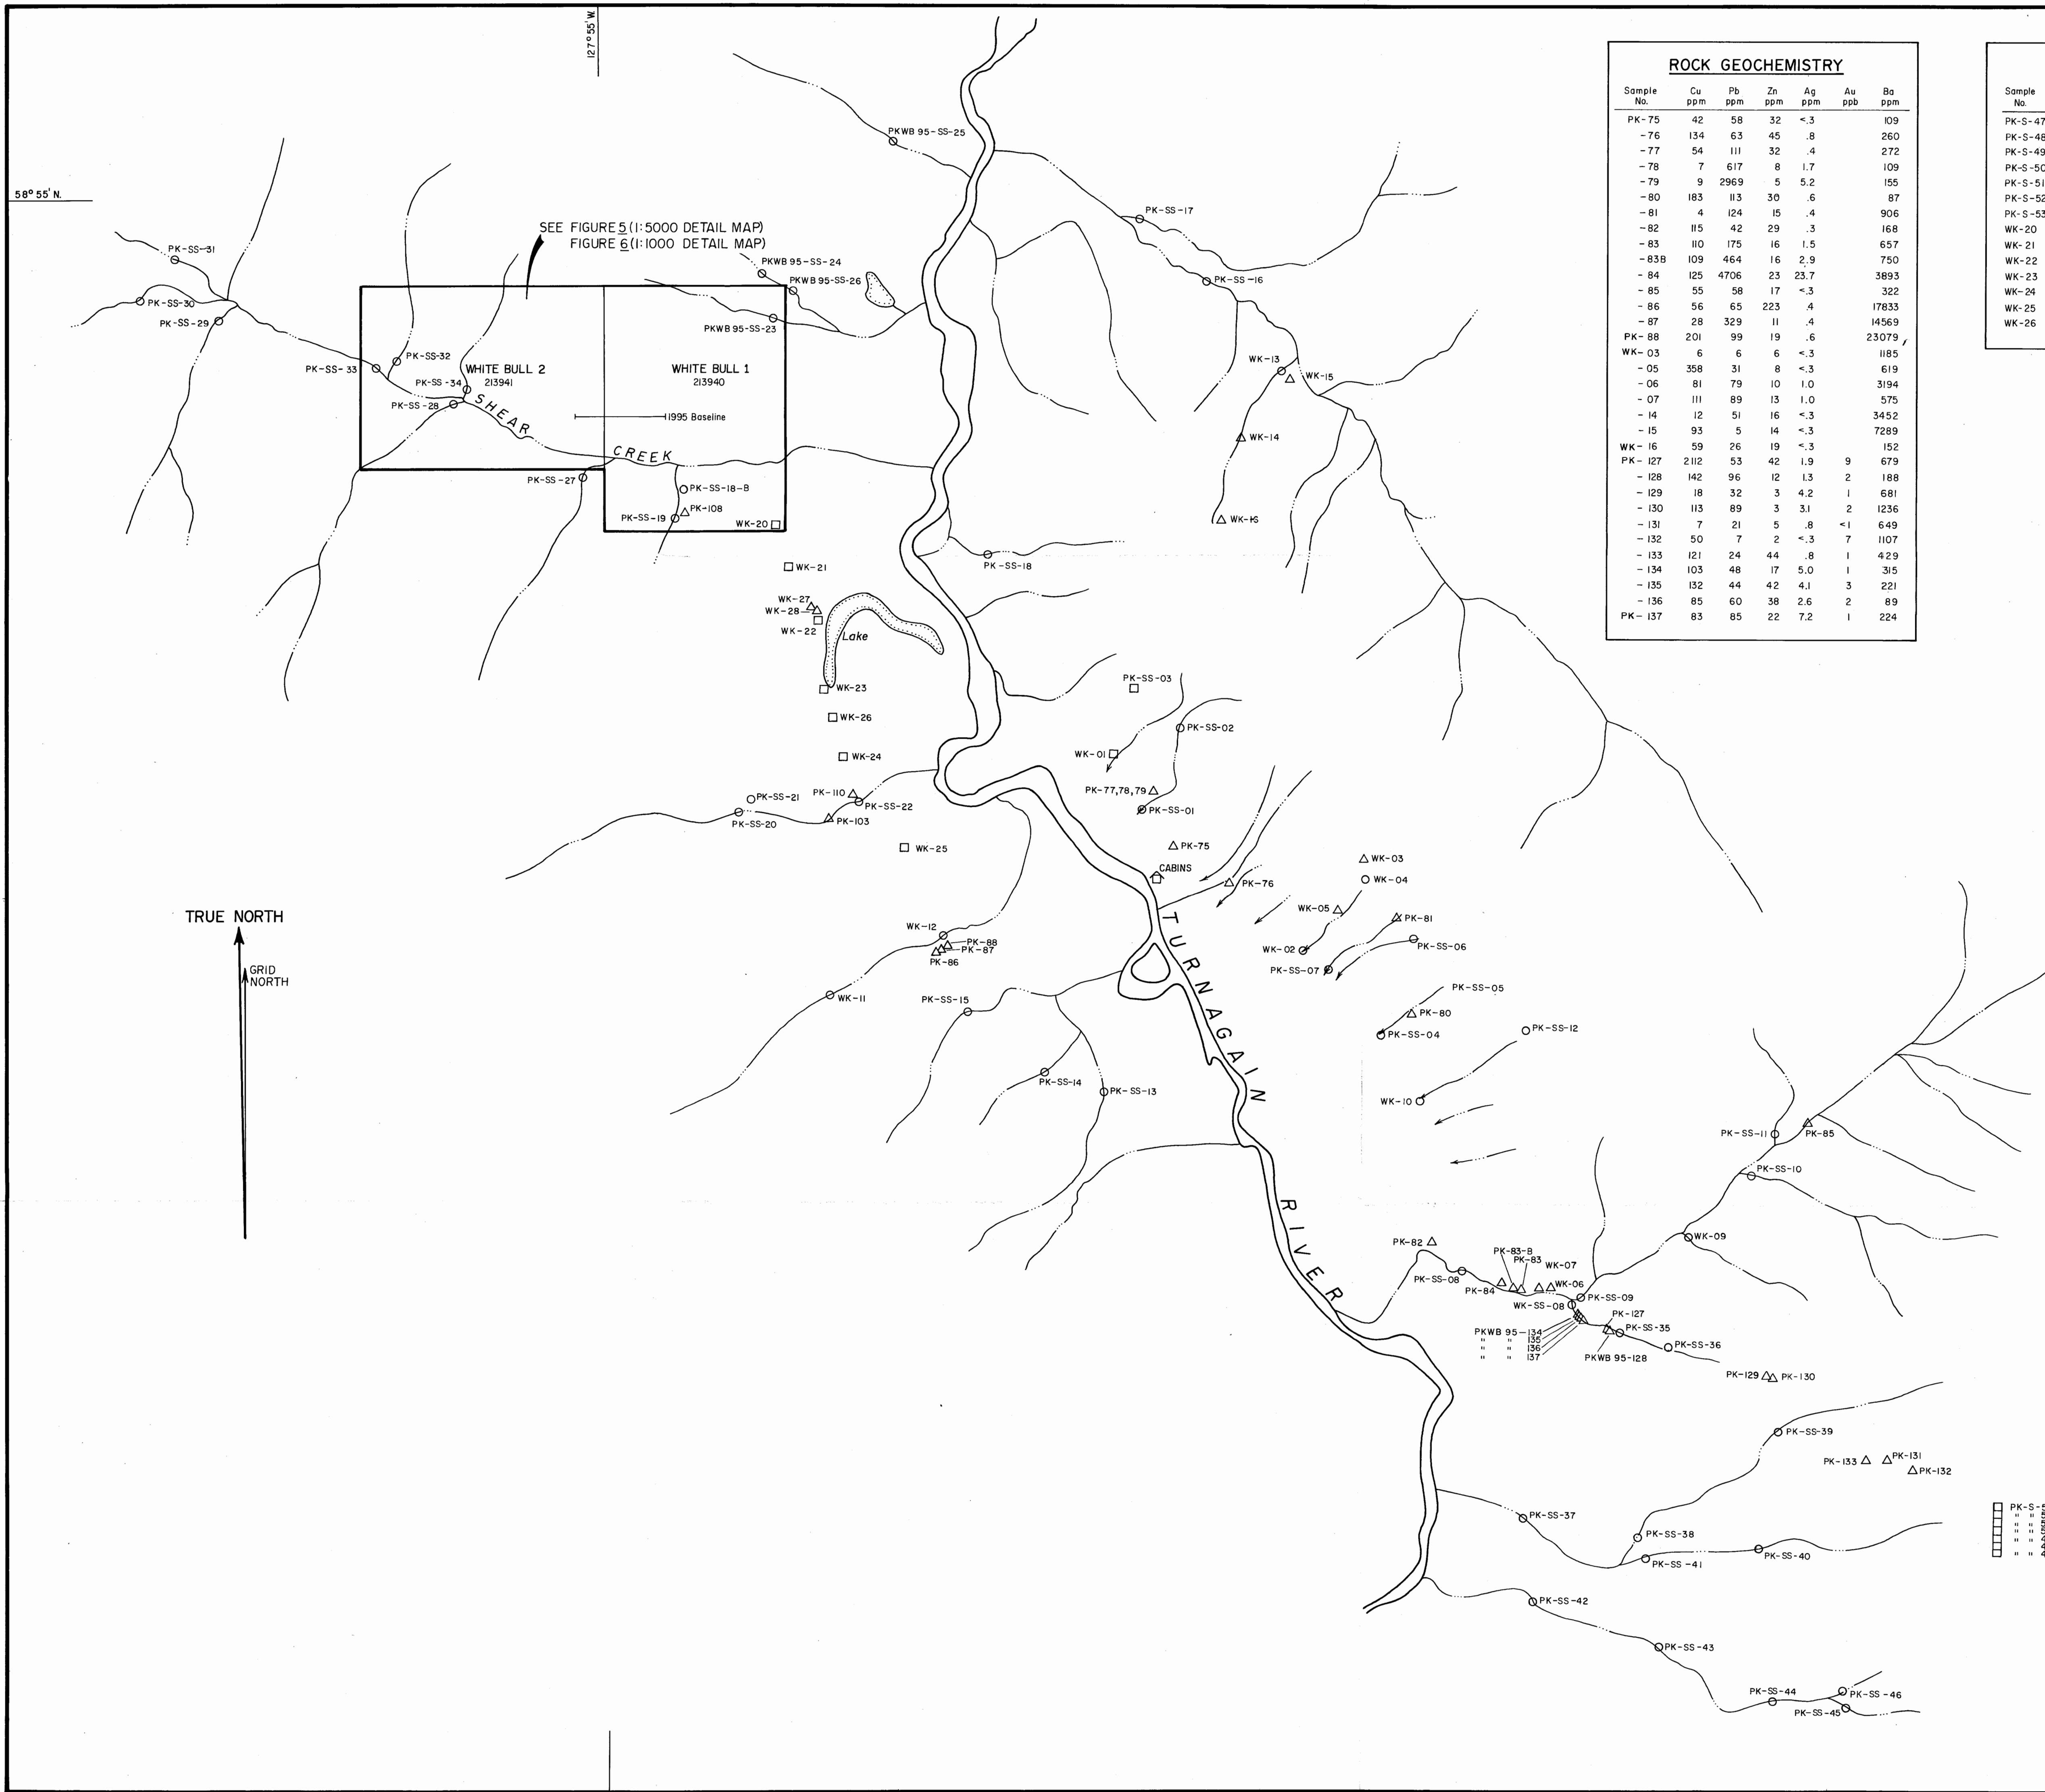 127° 55' W.
58° 55' N.
ROCK GEOCHEMISTRY
Sample No. Cu ppm Pb ppm Zn ppm Ag ppm Au ppb Ba ppm
PK-75 42 58 32 <.3 109
-76 134 63 45 .8 260
-77 54 111 32 .4 272
-78 7 617 8 1.7 109
-79 9 2969 5 5.2 155
-80 183 113 30 .6 87
-81 4 124 15 .4 906
-82 115 42 29 .3 168
-83 110 175 16 1.5 657
-83B 109 464 16 2.9 750
-84 125 4706 23 23.7 3893
-85 55 58 17 <.3 322
-86 56 65 223 .4 17833
-87 28 329 11 .4 14569
PK-88 201 99 19 .6 23079
WK-03 6 6 6 <.3 1185
-05 358 31 8 <.3 619
-06 81 79 10 1.0 3194
-07 111 89 13 1.0 575
-14 12 51 16 <.3 3452
-15 93 5 14 <.3 7289
WK-16 59 26 19 <.3 152
PK-127 2112 53 42 1.9 9 679
-128 142 96 12 1.3 2 188
-129 18 32 3 4.2 1 681
-130 113 89 3 3.1 2 1236
-131 7 21 5 .8 <1 649
-132 50 7 2 <.3 7 1107
-133 121 24 44 .8 1 429
-134 103 48 17 5.0 1 315
-135 132 44 42 4.1 3 221
-136 85 60 38 2.6 2 89
PK-137 83 85 22 7.2 1 224
Sample No.
PK-S-47
PK-S-48
PK-S-49
PK-S-50
PK-S-51
PK-S-52
PK-S-53
WK-20
WK-21
WK-22
WK-23
WK-24
WK-25
WK-26
PKWB 95-SS-25
PK-SS-17
SEE FIGURE 5 (1:5000 DETAIL MAP)
FIGURE 6 (1:1000 DETAIL MAP)
PK-SS-31
PKWB 95-SS-24
PKWB 95-SS-26
PK-SS-16
PK-SS-30
PK-SS-29
PKWB 95-SS-23
PK-SS-32
PK-SS-33
WHITE BULL 2
213941
WHITE BULL 1
213940
WK-13
WK-15
PK-SS-34
PK-SS-28
SHEAR
CREEK
1995 Baseline
WK-14
PK-SS-27
PK-SS-18-B
PK-108
PK-SS-19
WK-20
WK-16
PK-SS-18
WK-21
WK-27
WK-28
WK-22
Lake
WK-23
WK-26
WK-24
PK-SS-03
PK-SS-02
WK-01
PK-77,78,79
PK-SS-01
PK-SS-21
PK-110
PK-SS-22
PK-SS-20
PK-103
WK-25
PK-75
CABINS
PK-76
WK-03
WK-04
WK-05
PK-81
WK-02
PK-SS-06
PK-SS-07
TRUE NORTH
GRID
NORTH
WK-12
PK-88
PK-87
PK-86
WK-11
PK-SS-15
TURNAGAIN
PK-SS-05
PK-80
PK-SS-04
PK-SS-12
PK-SS-14
PK-SS-13
WK-10
PK-SS-11
PK-85
PK-SS-10
RIVER
WK-09
PK-82
PK-83-B
PK-83
WK-07
PK-SS-08
PK-84
WK-06
PK-SS-09
WK-SS-08
PK-127
PKWB 95-134
" " 135
" " 136
" " 137
PK-SS-35
PK-SS-36
PKWB 95-128
PK-129
PK-130
PK-SS-39
PK-133
PK-131
PK-132
PK-SS-37
PK-SS-38
PK-SS-41
PK-SS-40
PK-SS-42
PK-SS-43
PK-SS-44
PK-SS-46
PK-SS-45